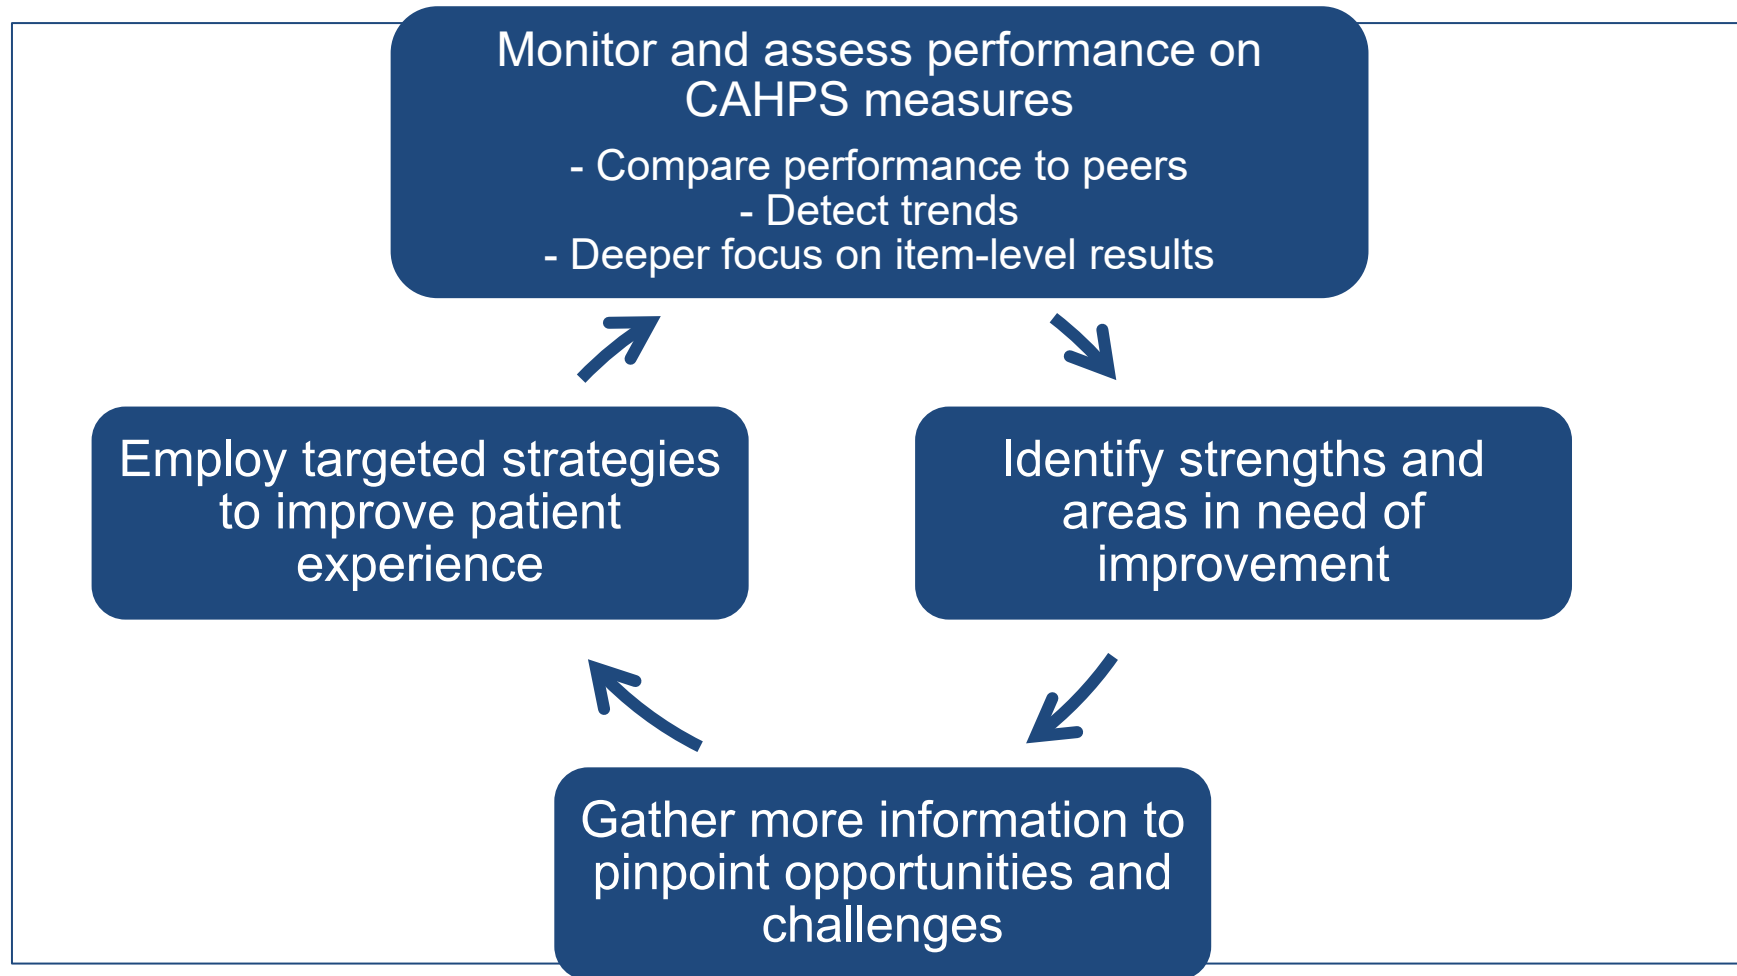 Monitor and assess performance on
CAHPS measures
- Compare performance to peers
- Detect trends
- Deeper focus on item-level results
Employ targeted strategies
to improve patient
experience
Identify strengths and
areas in need of
improvement
Gather more information to
pinpoint opportunities and
challenges